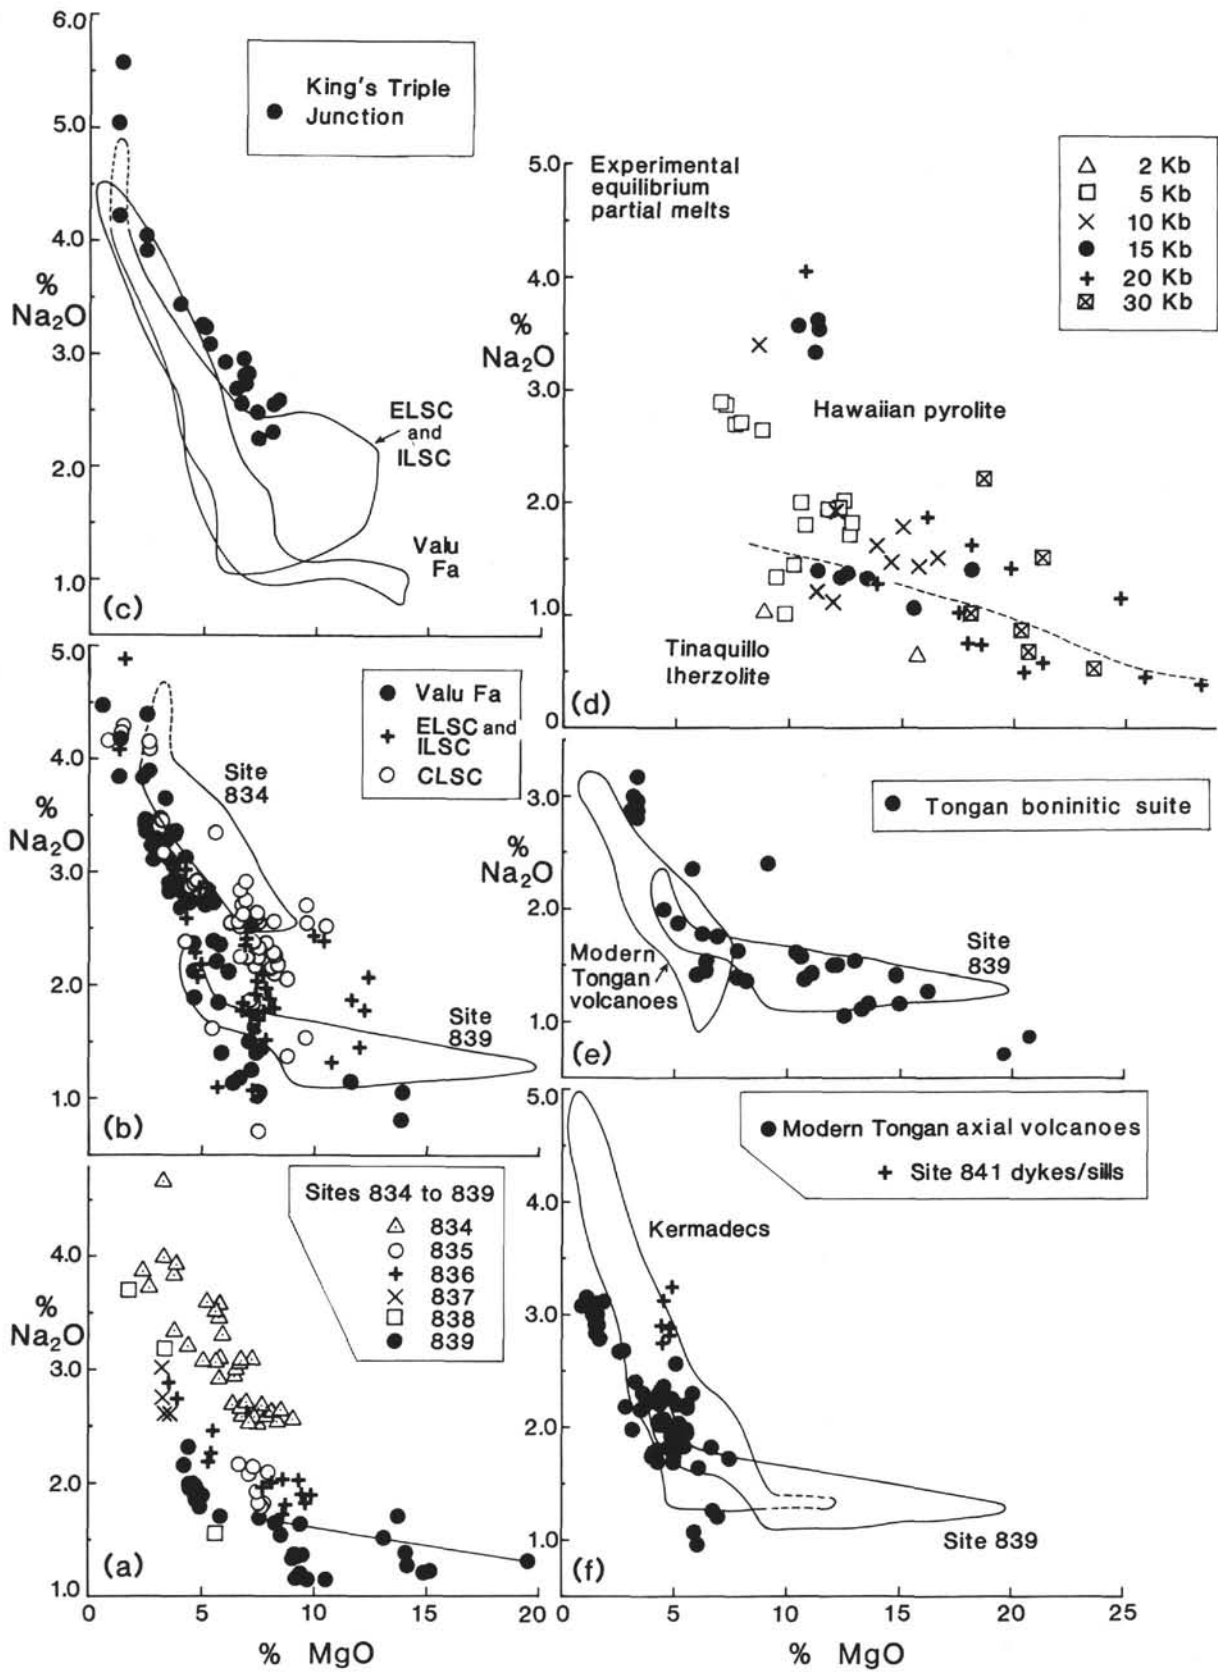 6.0
5.0
4.0
3.0
2.0
1.0
%
Na₂O
King's Triple
Junction
ELSC
and
ILSC
Valu
Fa
(c)
5.0
4.0
3.0
2.0
1.0
0
%
Na₂O
Experimental
equilibrium
partial melts
2 Kb
5 Kb
10 Kb
15 Kb
20 Kb
30 Kb
Hawaiian pyrolite
Tinaquillo
lherzolite
(d)
5.0
4.0
3.0
2.0
1.0
%
Na₂O
Valu Fa
ELSC and
ILSC
CLSC
Site
834
Site
839
(b)
3.0
2.0
1.0
%
Na₂O
Tongan boninitic suite
Modern
Tongan
volcanoes
Site
839
(e)
4.0
3.0
2.0
1.0
%
Na₂O
Sites 834 to 839
834
835
836
837
838
839
(a)
0
5
10
15
20
% MgO
5.0
4.0
3.0
2.0
1.0
Modern Tongan axial volcanoes
Site 841 dykes/sills
Kermadecs
Site 839
(f)
0
5
10
15
20
25
% MgO